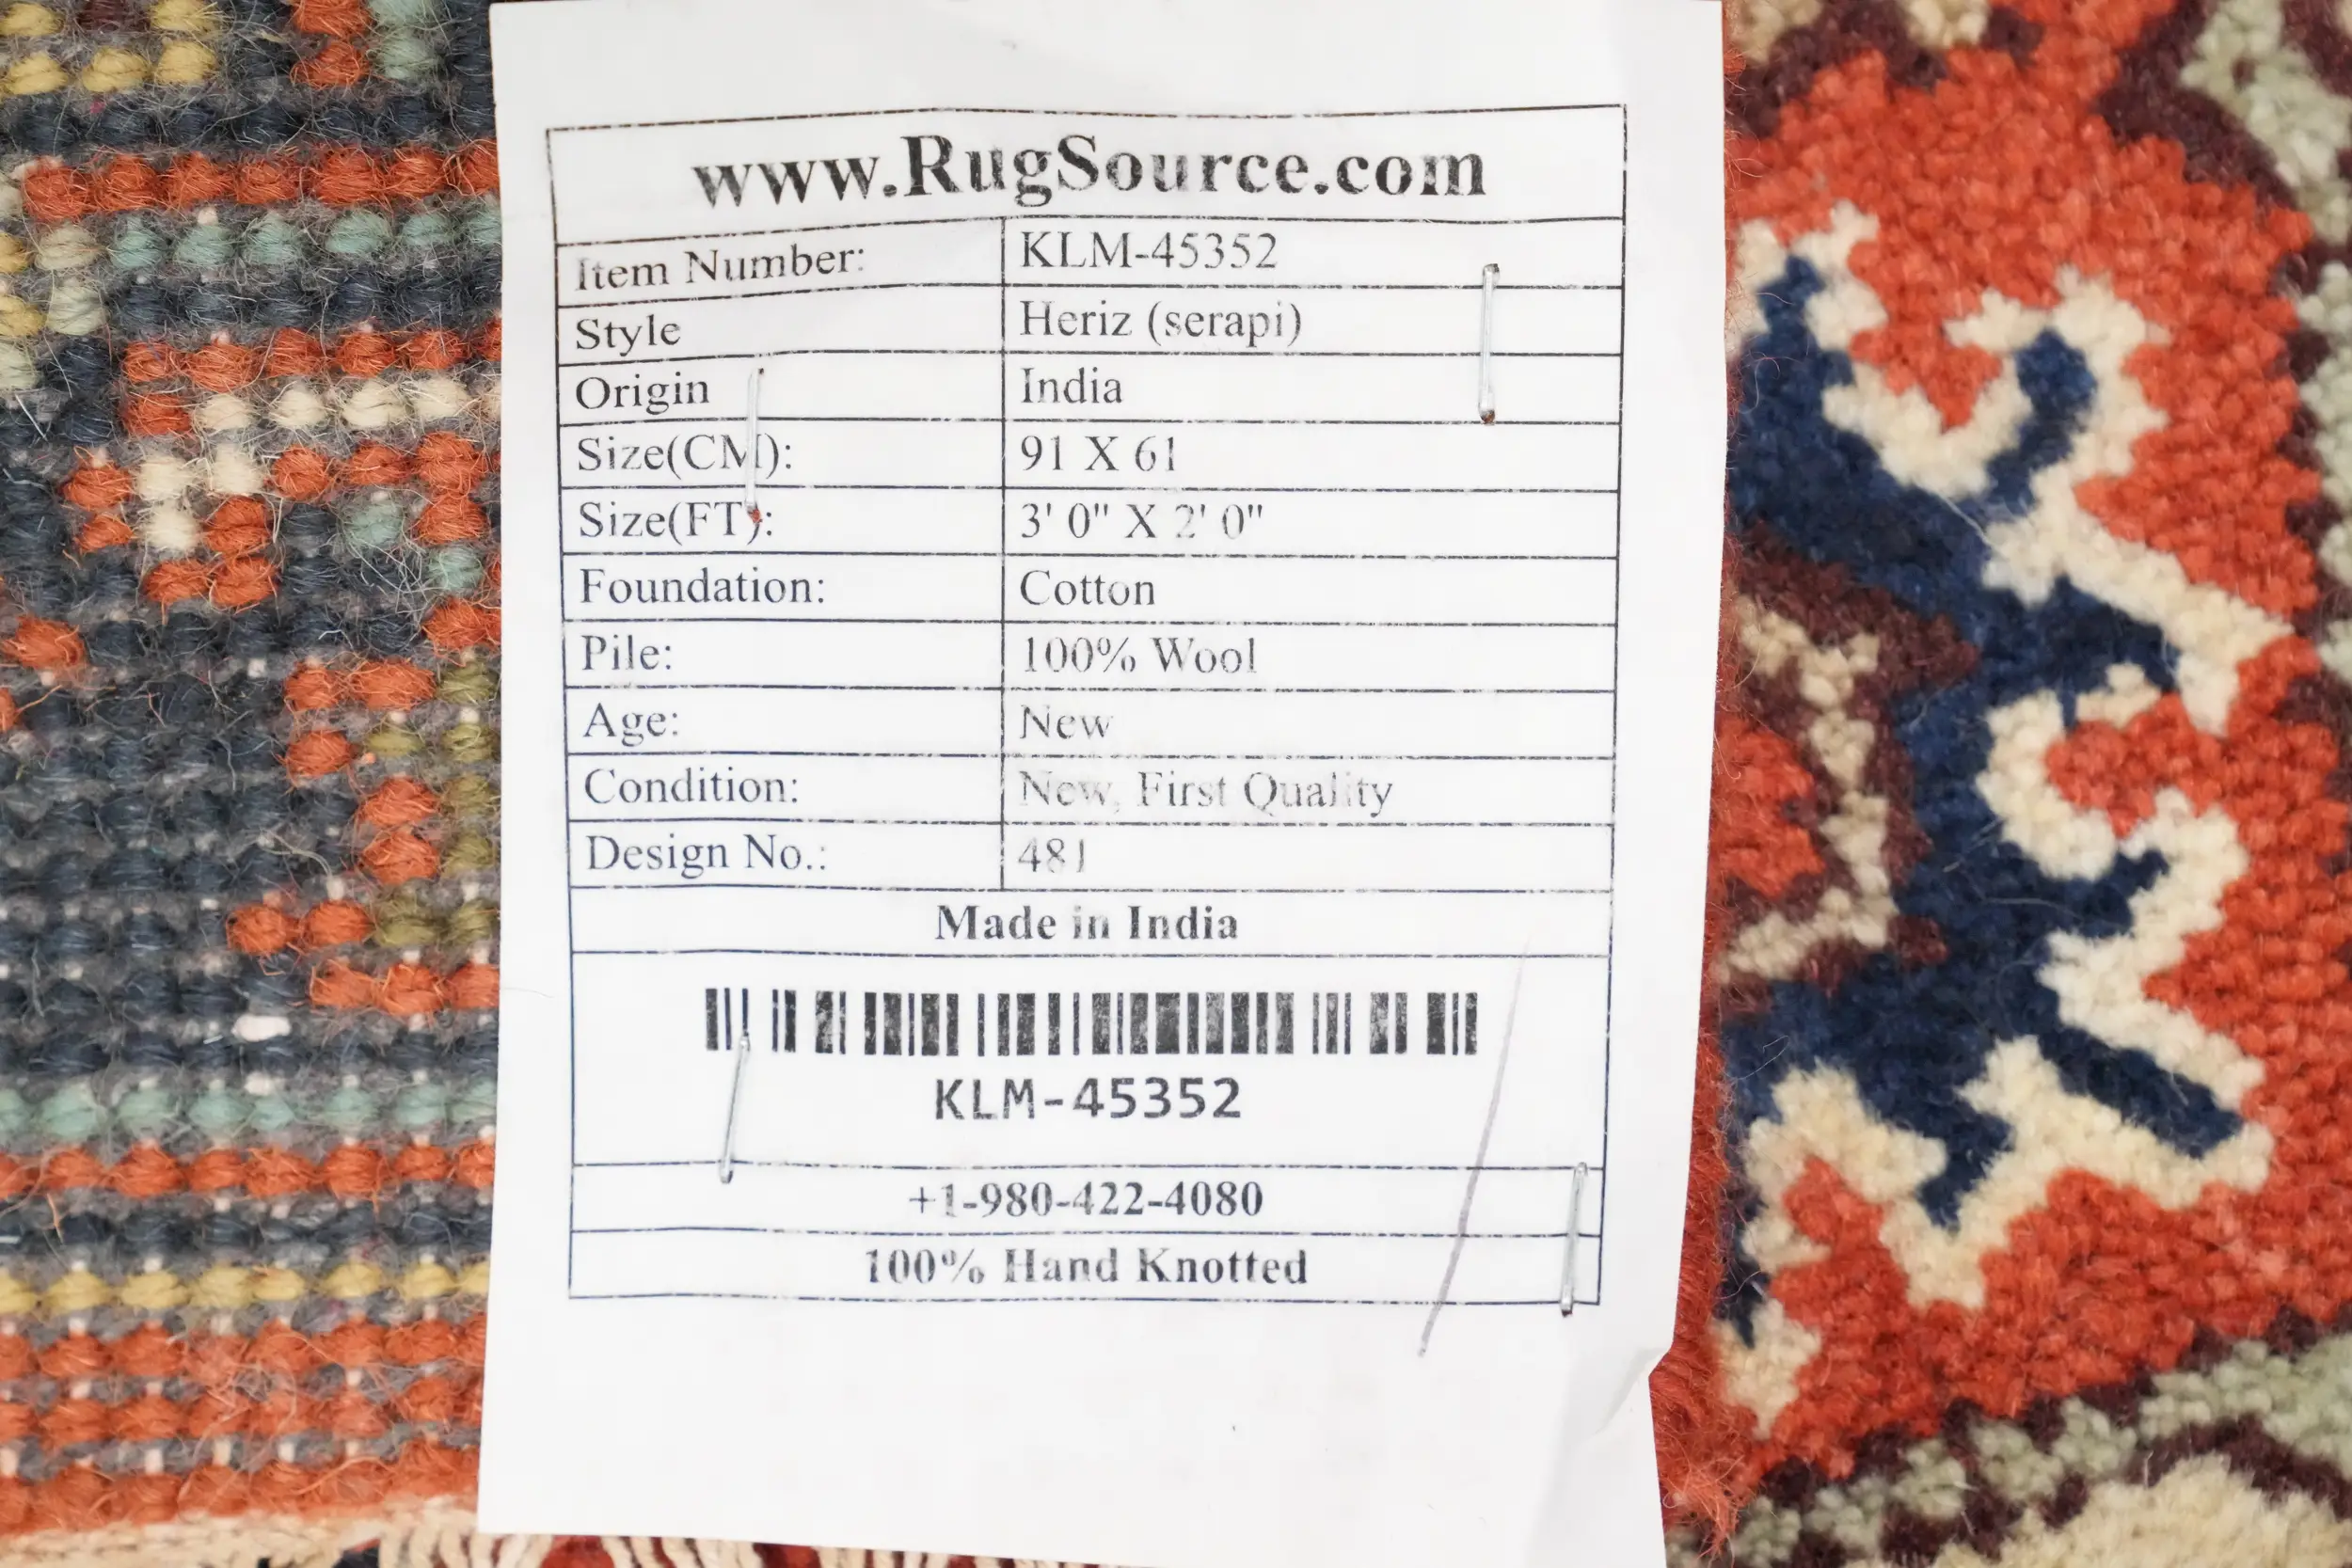 www.RugSource.com
Item Number: KLM-45352
Style Heriz (serapi)
Origin India
Size(CM): 91 X 61
Size(FT): 3' 0" X 2' 0"
Foundation: Cotton
Pile: 100% Wool
Age: New
Condition: New, First Quality
Design No.: 481
Made in India
KLM-45352
+1-980-422-4080
100% Hand Knotted